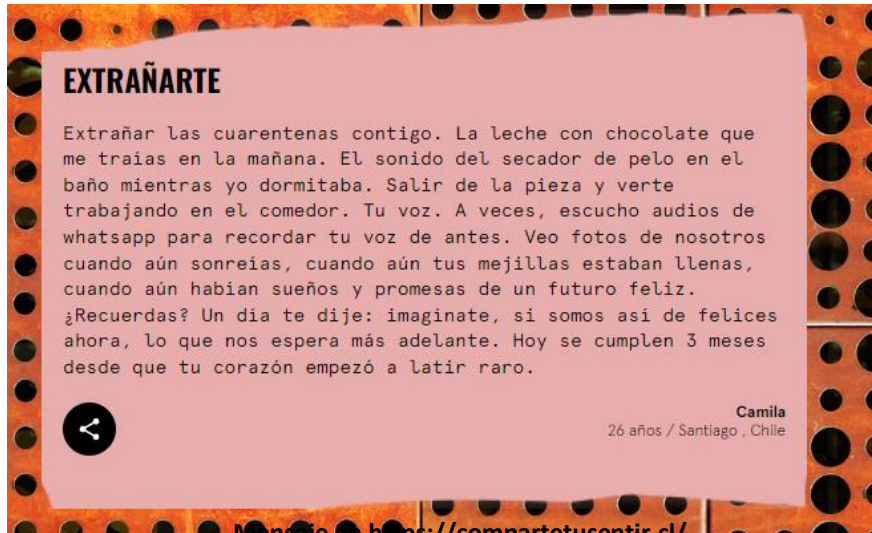 EXTRAÑARTE
Extrañar las cuarentenas contigo. La leche con chocolate que
me traías en la mañana. El sonido del secador de pelo en el
baño mientras yo dormitaba. Salir de la pieza y verte
trabajando en el comedor. Tu voz. A veces, escucho audios de
whatsapp para recordar tu voz de antes. Veo fotos de nosotros
cuando aún sonreías, cuando aún tus mejillas estaban llenas,
cuando aún habían sueños y promesas de un futuro feliz.
¿Recuerdas? Un día te dije: imagínate, si somos así de felices
ahora, lo que nos espera más adelante. Hoy se cumplen 3 meses
desde que tu corazón empezó a latir raro.
Camila
26 años / Santiago , Chile
Mensaje en https://compartetusentir.cl/